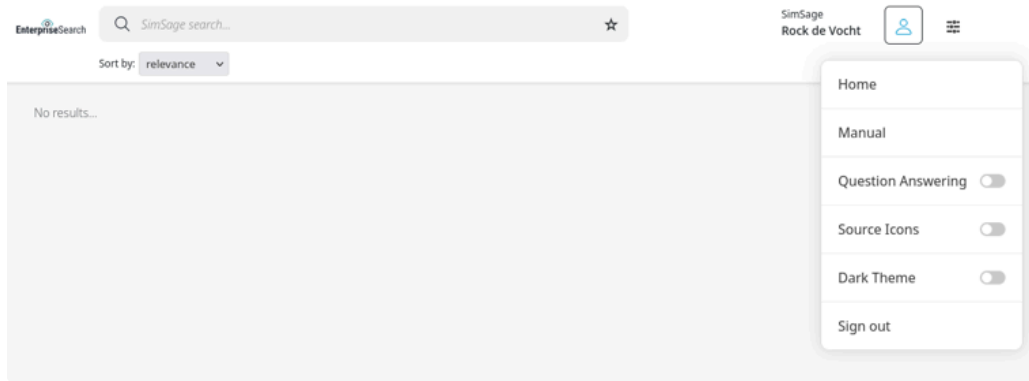 EnterpriseSearch
SimSage search...
SimSage
Rock de Vocht
Sort by: relevance
No results...
Home
Manual
Question Answering
Source Icons
Dark Theme
Sign out